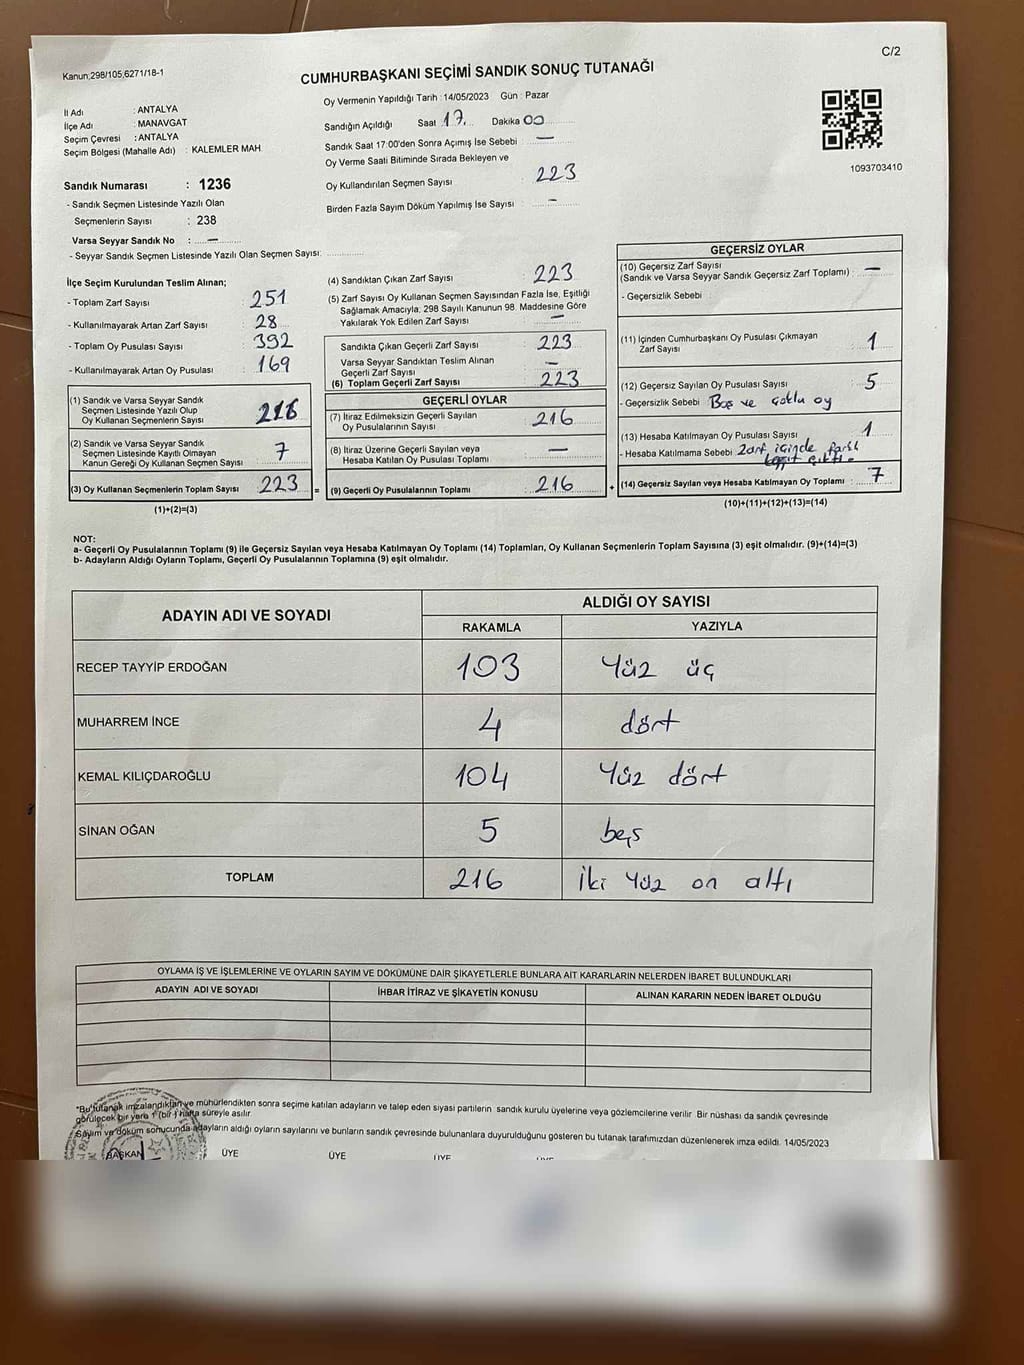 C/2
Kanun;298/105,6271/18-1
CUMHURBAŞKANI SEÇİMİ SANDIK SONUÇ TUTANAĞI
İl Adı : ANTALYA
İlçe Adı : MANAVGAT
Seçim Çevresi : ANTALYA
Seçim Bölgesi (Mahalle Adı) : KALEMLER MAH.
Sandık Numarası : 1236
- Sandık Seçmen Listesinde Yazılı Olan
Seçmenlerin Sayısı : 238
Varsa Seyyar Sandık No : —
- Seyyar Sandık Seçmen Listesinde Yazılı Olan Seçmen Sayısı:
Oy Vermenin Yapıldığı Tarih : 14/05/2023 Gün : Pazar
Sandığın Açıldığı Saat 17. Dakika 00
Sandık Saat 17:00'den Sonra Açımış İse Sebebi : —
Oy Verme Saati Bitiminde Sırada Bekleyen ve
Oy Kullandırılan Seçmen Sayısı : 223
Birden Fazla Sayım Döküm Yapılmış İse Sayısı : —
1093703410
İlçe Seçim Kurulundan Teslim Alınan;
- Toplam Zarf Sayısı : 251
- Kullanılmayarak Artan Zarf Sayısı : 28
- Toplam Oy Pusulası Sayısı : 392
- Kullanılmayarak Artan Oy Pusulası : 169
(1) Sandık ve Varsa Seyyar Sandık
Seçmen Listesinde Yazılı Olup
Oy Kullanan Seçmenlerin Sayısı : 216
(2) Sandık ve Varsa Seyyar Sandık
Seçmen Listesinde Kayıtlı Olmayan
Kanun Gereği Oy Kullanan Seçmen Sayısı : 7
(3) Oy Kullanan Seçmenlerin Toplam Sayısı : 223 =
(1)+(2)=(3)
(4) Sandıktan Çıkan Zarf Sayısı : 223
(5) Zarf Sayısı Oy Kullanan Seçmen Sayısından Fazla İse, Eşitliği
Sağlamak Amacıyla, 298 Sayılı Kanunun 98. Maddesine Göre
Yakılarak Yok Edilen Zarf Sayısı : —
Sandıkta Çıkan Geçerli Zarf Sayısı : 223
Varsa Seyyar Sandıktan Teslim Alınan
Geçerli Zarf Sayısı : —
(6) Toplam Geçerli Zarf Sayısı : 223
GEÇERLİ OYLAR
(7) İtiraz Edilmeksizin Geçerli Sayılan
Oy Pusulalarının Sayısı : 216
(8) İtiraz Üzerine Geçerli Sayılan veya
Hesaba Katılan Oy Pusulası Toplamı : —
(9) Geçerli Oy Pusulalarının Toplamı : 216 +
GEÇERSİZ OYLAR
(10) Geçersiz Zarf Sayısı
(Sandık ve Varsa Seyyar Sandık Geçersiz Zarf Toplamı) : —
- Geçersizlik Sebebi :
(11) İçinden Cumhurbaşkanı Oy Pusulası Çıkmayan
Zarf Sayısı : 1
(12) Geçersiz Sayılan Oy Pusulası Sayısı : 5
- Geçersizlik Sebebi : Boş ve çoklu oy
(13) Hesaba Katılmayan Oy Pusulası Sayısı : 1
- Hesaba Katılmama Sebebi : Zarf içinde farklı
çıktı.
(14) Geçersiz Sayılan veya Hesaba Katılmayan Oy Toplamı : 7
(10)+(11)+(12)+(13)=(14)
NOT:
a- Geçerli Oy Pusulalarının Toplamı (9) ile Geçersiz Sayılan veya Hesaba Katılmayan Oy Toplamı (14) Toplamları, Oy Kullanan Seçmenlerin Toplam Sayısına (3) eşit olmalıdır. (9)+(14)=(3)
b- Adayların Aldığı Oyların Toplamı, Geçerli Oy Pusulalarının Toplamına (9) eşit olmalıdır.
ADAYIN ADI VE SOYADI ALDIĞI OY SAYISI
RAKAMLA YAZIYLA
RECEP TAYYİP ERDOĞAN 103 Yüz üç
MUHARREM İNCE 4 dört
KEMAL KILIÇDAROĞLU 104 Yüz dört
SİNAN OĞAN 5 beş
TOPLAM 216 İki Yüz on altı
OYLAMA İŞ VE İŞLEMLERİNE VE OYLARIN SAYIM VE DÖKÜMÜNE DAİR ŞİKAYETLERLE BUNLARA AİT KARARLARIN NELERDEN İBARET BULUNDUKLARI
ADAYIN ADI VE SOYADI İHBAR İTİRAZ VE ŞİKAYETİN KONUSU ALINAN KARARIN NEDEN İBARET OLDUĞU
*Bu tutanak imzalandıktan ve mühürlendikten sonra seçime katılan adayların ve talep eden siyasi partilerin sandık kurulu üyelerine veya gözlemcilerine verilir. Bir nüshası da sandık çevresinde
görülecek bir yere 1 (bir) hafta süreyle asılır.
Sayım ve döküm sonucunda adayların aldığı oyların sayılarını ve bunların sandık çevresinde bulunanlara duyurulduğunu gösteren bu tutanak tarafımızdan düzenlenerek imza edildi. 14/05/2023
BAŞKAN ÜYE ÜYE ÜYE